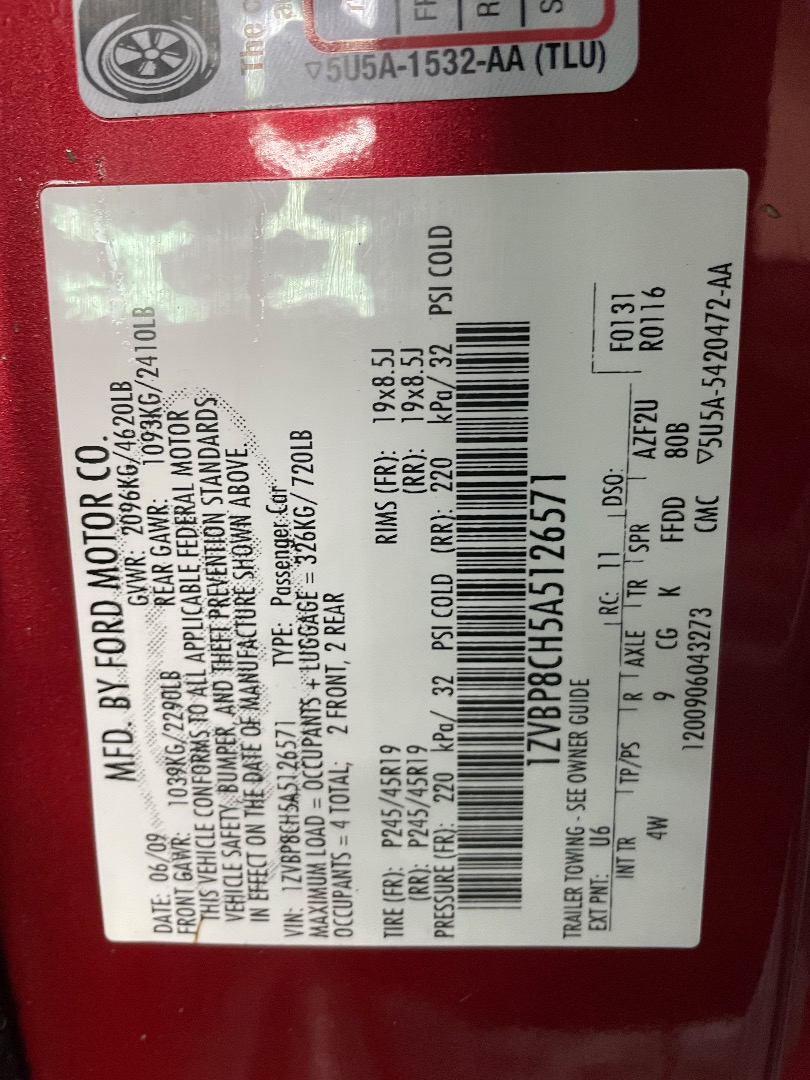 The
FR
R
S
▽5U5A-1532-AA (TLU)
MFD. BY FORD MOTOR CO.
DATE: 06/09 GVWR: 2096KG/4620LB
FRONT GAWR: 1039KG/2290LB REAR GAWR: 1093KG/2410LB
THIS VEHICLE CONFORMS TO ALL APPLICABLE FEDERAL MOTOR
VEHICLE SAFETY, BUMPER, AND THEFT PREVENTION STANDARDS
IN EFFECT ON THE DATE OF MANUFACTURE SHOWN ABOVE.
VIN: 1ZVBP8CH5A5126571 TYPE: Passenger Car
MAXIMUM LOAD = OCCUPANTS + LUGGAGE = 326KG/ 720LB
OCCUPANTS = 4 TOTAL; 2 FRONT, 2 REAR
TIRE (FR): P245/45R19 RIMS (FR): 19x8.5J
(RR): P245/45R19 (RR): 19x8.5J
PRESSURE (FR): 220 kPa/ 32 PSI COLD (RR): 220 kPa/ 32 PSI COLD
1ZVBP8CH5A5126571
TRAILER TOWING - SEE OWNER GUIDE
EXT PNT: U6 RC: 11 DSO: F0131
INT TR TP/PS R AXLE TR SPR R0116
4W 9 CG K FFDD AZF2U
80B
1200906043273 CMC ▽5U5A-5420472-AA